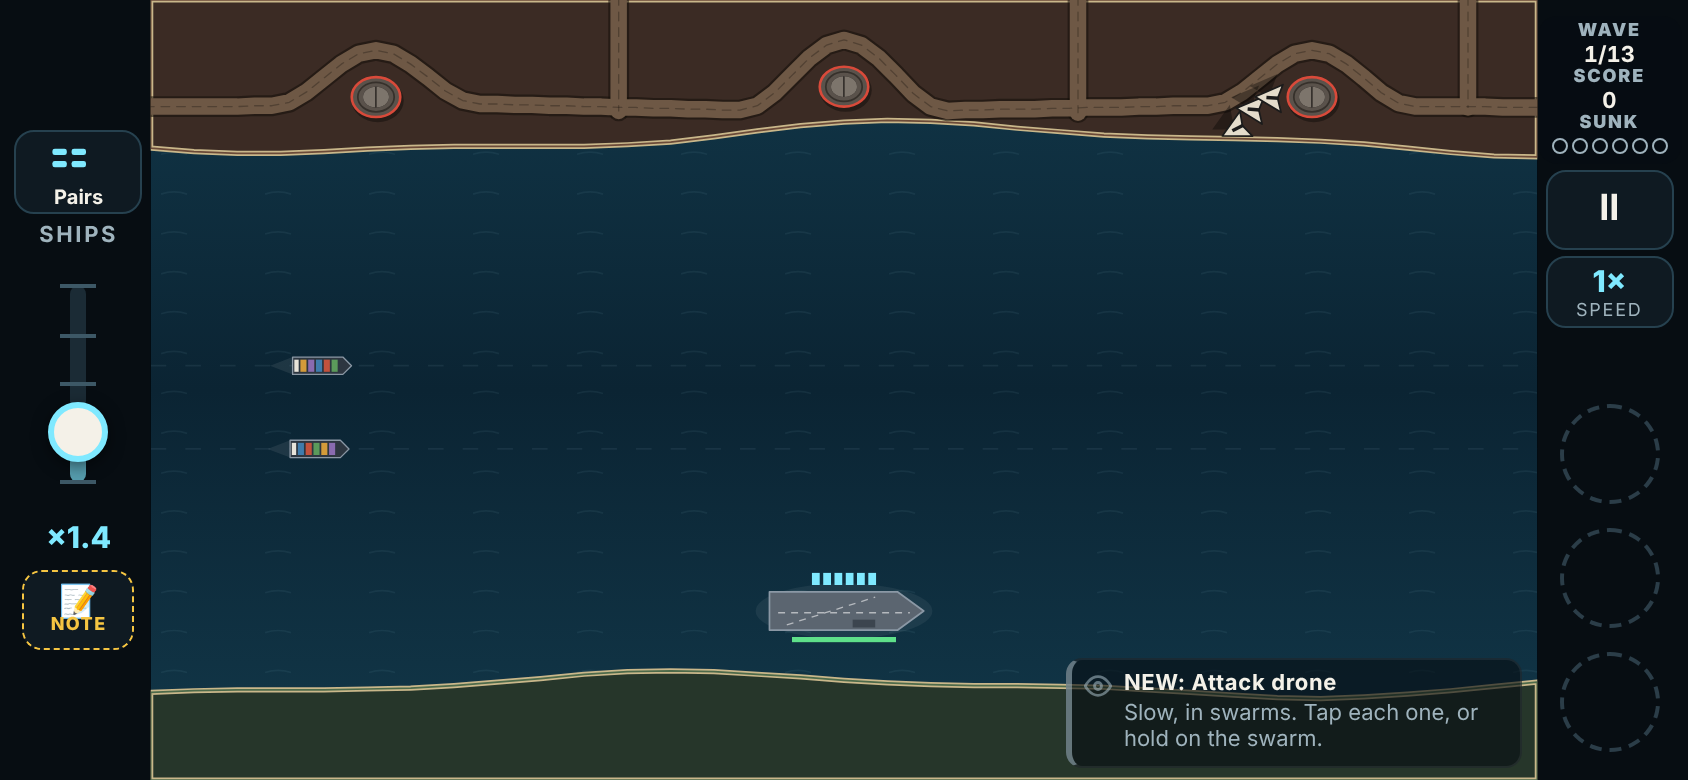 Pairs
SHIPS
×1.4
NOTE
WAVE
1/13
SCORE
0
SUNK
1×
SPEED
NEW: Attack drone
Slow, in swarms. Tap each one, or
hold on the swarm.